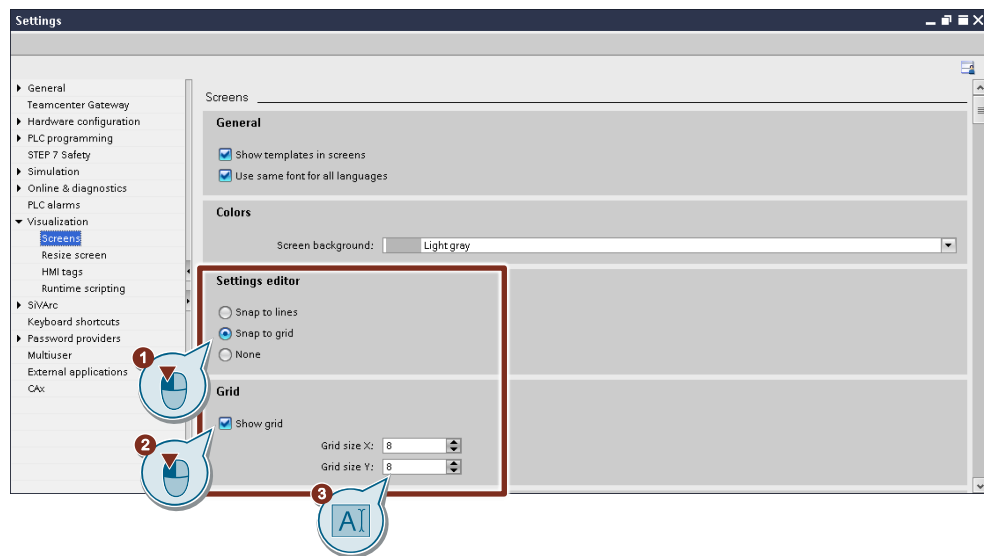 Settings
General
Teamcenter Gateway
Hardware configuration
PLC programming
STEP 7 Safety
Simulation
Online & diagnostics
PLC alarms
Visualization
Screens
Resize screen
HMI tags
Runtime scripting
SiVArc
Keyboard shortcuts
Password providers
Multiuser
External applications
CAx
Screens
General
Show templates in screens
Use same font for all languages
Colors
Screen background: Light gray
Settings editor
Snap to lines
Snap to grid
None
1
Grid
Show grid
Grid size X: 8
Grid size Y: 8
2
3
A